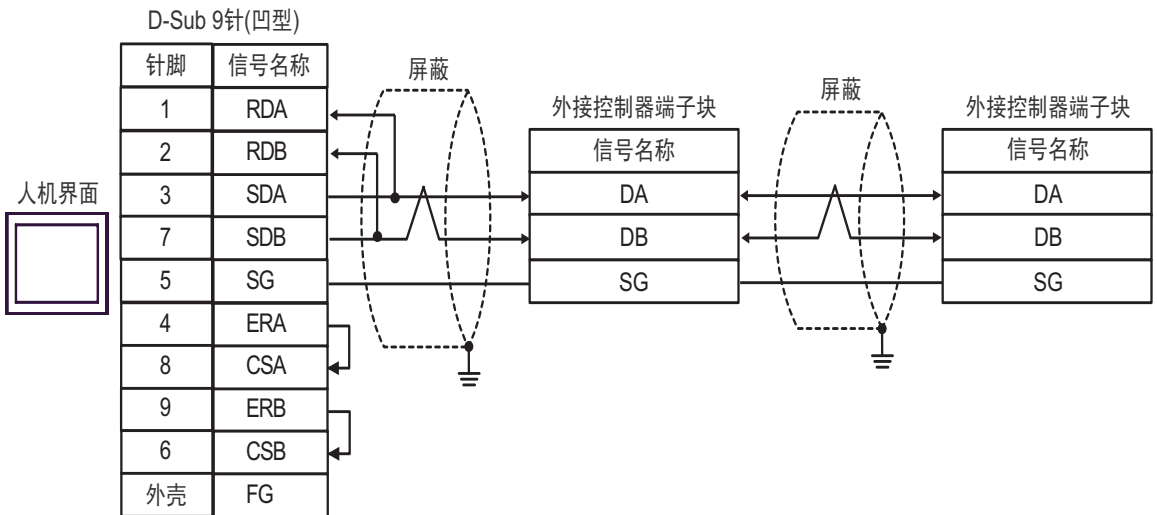 D-Sub 9针(凹型)
人机界面
针脚 信号名称
1 RDA
2 RDB
3 SDA
7 SDB
5 SG
4 ERA
8 CSA
9 ERB
6 CSB
外壳 FG
屏蔽
外接控制器端子块
信号名称
DA
DB
SG
屏蔽
外接控制器端子块
信号名称
DA
DB
SG